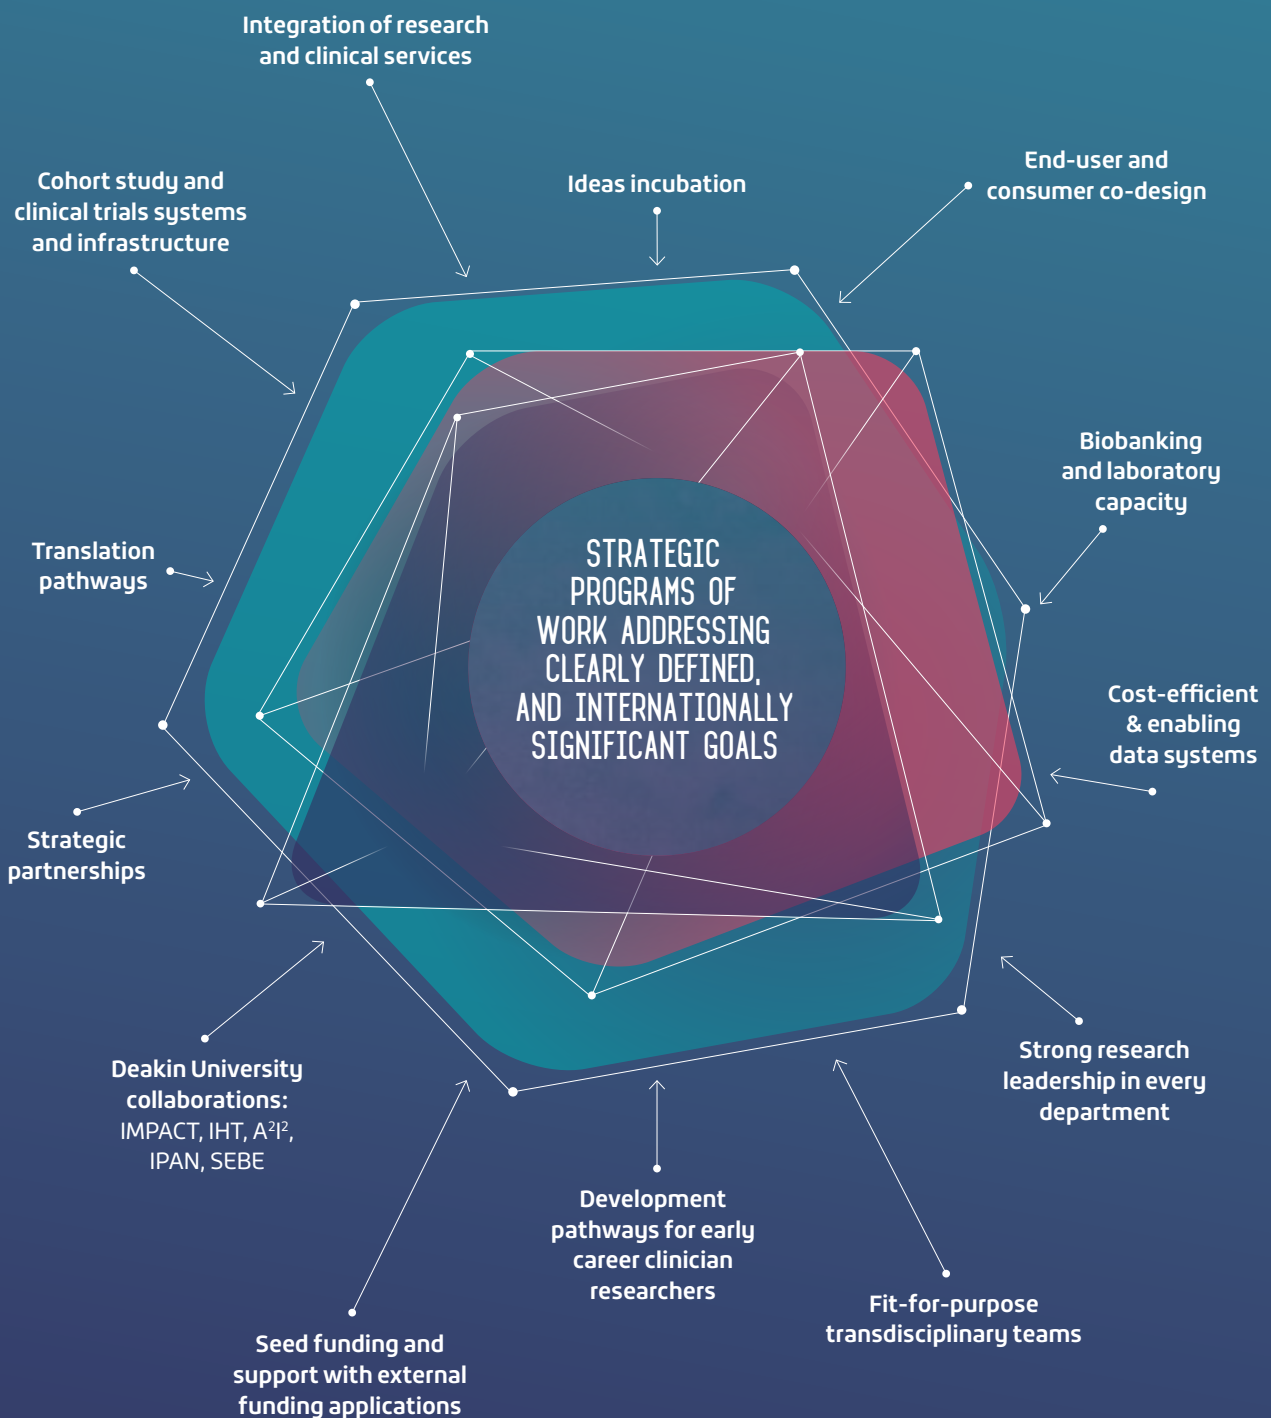 Integration of research
and clinical services
Ideas incubation
End-user and
consumer co-design
Cohort study and
clinical trials systems
and infrastructure
Biobanking
and laboratory
capacity
Translation
pathways
STRATEGIC
PROGRAMS OF
WORK ADDRESSING
CLEARLY DEFINED,
AND INTERNATIONALLY
SIGNIFICANT GOALS
Cost-efficient
& enabling
data systems
Strategic
partnerships
Strong research
leadership in every
department
Deakin University
collaborations:
IMPACT, IHT, A²I²,
IPAN, SEBE
Development
pathways for early
career clinician
researchers
Fit-for-purpose
transdisciplinary teams
Seed funding and
support with external
funding applications